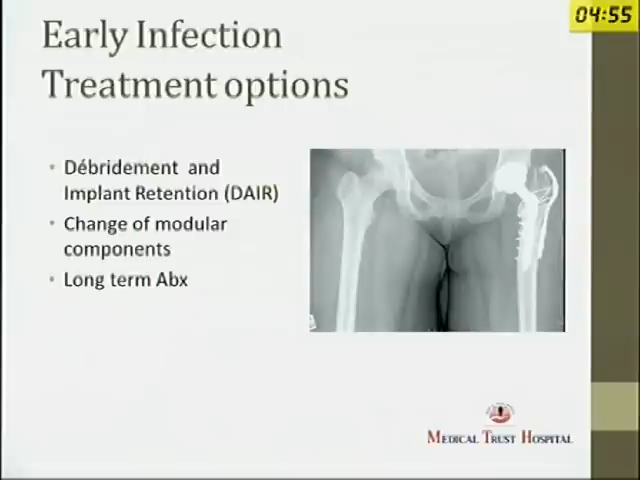 04:55
Early Infection
Treatment options
• Débridement and
Implant Retention (DAIR)
• Change of modular
components
• Long term Abx
MEDICAL TRUST HOSPITAL